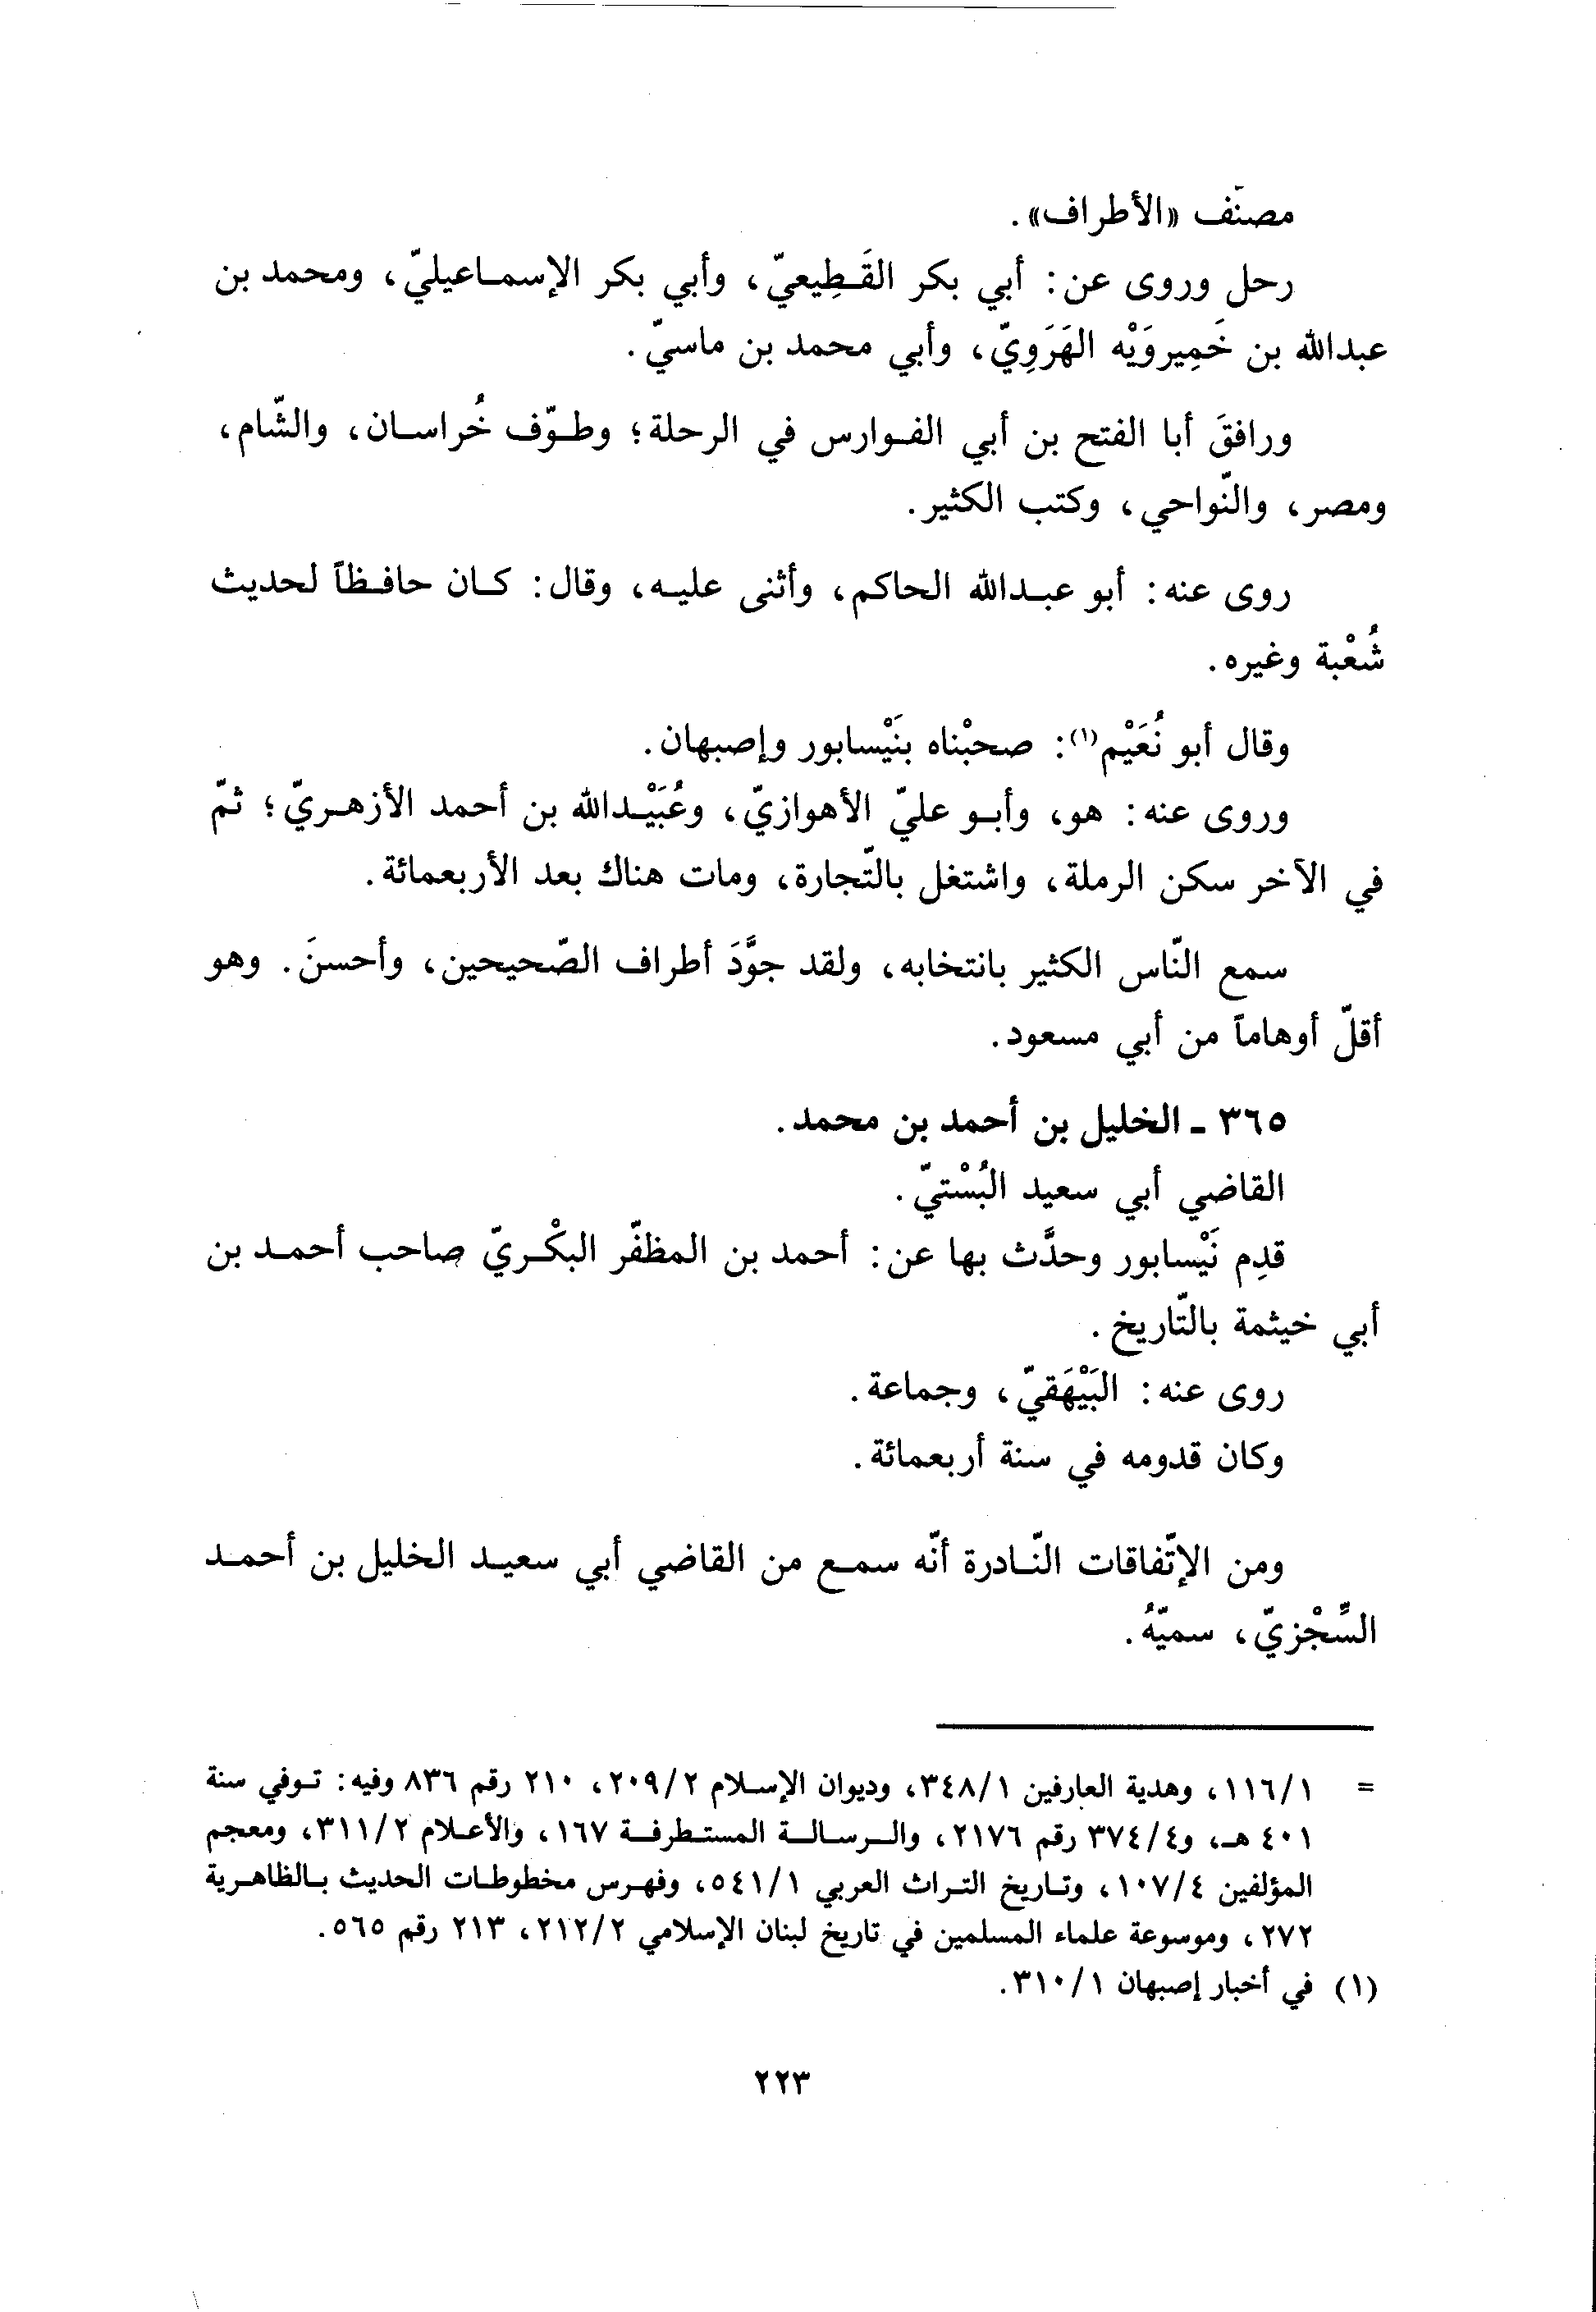 مصنّف «الأطراف».
رحل وروى عن: أبي بكر القَطِيعيّ، وأبي بكر الإسماعيليّ، ومحمد بن
عبدالله بن خَمِيروَيْه الهَرَوِيّ، وأبي محمد بن ماسيّ.
ورافقَ أبا الفتح بن أبي الفوارس في الرحلة؛ وطوّف خُراسان، والشّام،
ومصر، والنّواحي، وكتب الكثير.
روى عنه: أبو عبدالله الحاكم، وأثنى عليه، وقال: كان حافظاً لحديث
شُعْبة وغيره.
وقال أبو نُعَيْم(١): صحبْناه بنَيْسابور وإصبهان.
وروى عنه: هو، وأبو عليّ الأهوازيّ، وعُبَيْدالله بن أحمد الأزهريّ؛ ثمّ
في الآخر سكن الرملة، واشتغل بالتّجارة، ومات هناك بعد الأربعمائة.
سمع النّاس الكثير بانتخابه، ولقد جوَّدَ أطراف الصّحيحين، وأحسنَ. وهو
أقلّ أوهاماً من أبي مسعود.
٣٦٥ - الخليل بن أحمد بن محمد.
القاضي أبي سعيد البُسْتيّ.
قدِم نَيْسابور وحدَّث بها عن: أحمد بن المظفّر البكْريّ صاحب أحمد بن
أبي خيثمة بالتّاريخ.
روى عنه: البَيْهَقيّ، وجماعة.
وكان قدومه في سنة أربعمائة.
ومن الإتّفاقات النّادرة أنّه سمع من القاضي أبي سعيد الخليل بن أحمد
السِّجْزيّ، سميّهُ.
= ١١٦/١، وهدية العارفين ٣٤٨/١، وديوان الإسلام ٢٠٩/٢، ٢١٠ رقم ٨٣٦ وفيه: توفي سنة
٤٠١ هـ، و٣٧٤/٤ رقم ٢١٧٦، والرسالة المستطرفة ١٦٧، والأعلام ٣١١/٢، ومعجم
المؤلفين ١٠٧/٤، وتاريخ التراث العربي ٥٤١/١، وفهرس مخطوطات الحديث بالظاهرية
٢٧٢، وموسوعة علماء المسلمين في تاريخ لبنان الإسلامي ٢١٢/٢، ٢١٣ رقم ٥٦٥.
(١) في أخبار إصبهان ٣١٠/١.
٢٢٣